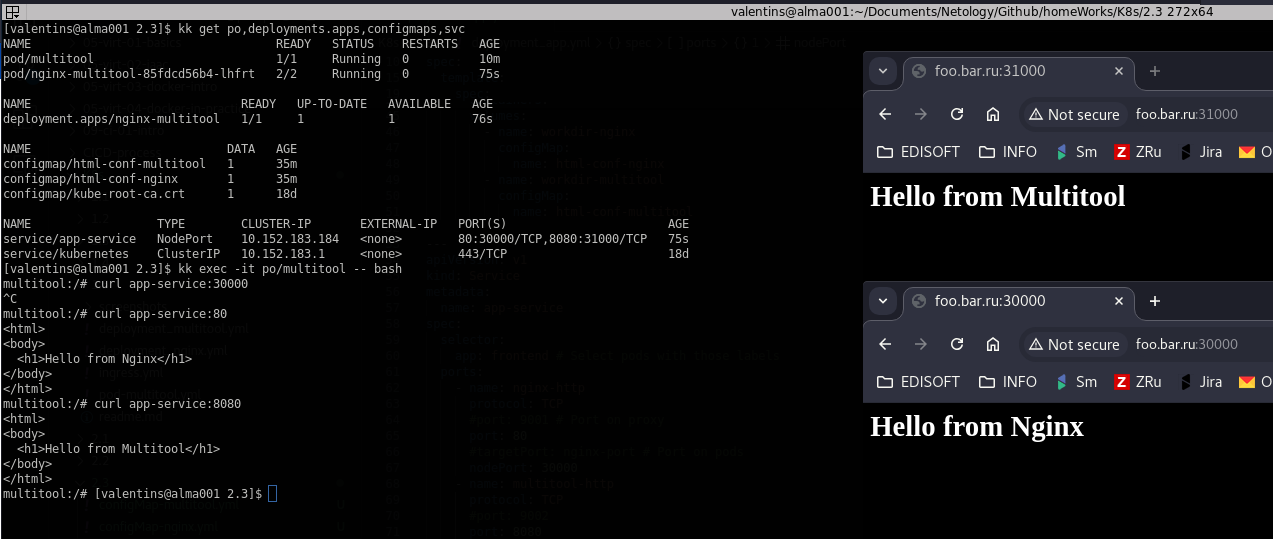 valentins@alma001:~/Documents/Netology/Github/homeWorks/K8s/2.3 272x64
[valentins@alma001 2.3]$ kk get po,deployments.apps,configmaps,svc
NAME                                   READY   STATUS    RESTARTS   AGE
pod/multitool                          1/1     Running   0          10m
pod/nginx-multitool-85fdcd56b4-lhfrt   2/2     Running   0          75s
NAME                              READY   UP-TO-DATE   AVAILABLE   AGE
deployment.apps/nginx-multitool   1/1     1            1           76s
NAME                            DATA   AGE
configmap/html-conf-multitool   1      35m
configmap/html-conf-nginx       1      35m
configmap/kube-root-ca.crt      1      18d
NAME                  TYPE        CLUSTER-IP       EXTERNAL-IP   PORT(S)                       AGE
service/app-service   NodePort    10.152.183.184   <none>        80:30000/TCP,8080:31000/TCP   75s
service/kubernetes    ClusterIP   10.152.183.1     <none>        443/TCP                       18d
[valentins@alma001 2.3]$ kk exec -it po/multitool -- bash
multitool:/# curl app-service:30000
^C
multitool:/# curl app-service:80
<html>
<body>
  <h1>Hello from Nginx</h1>
</body>
</html>
multitool:/# curl app-service:8080
<html>
<body>
  <h1>Hello from Multitool</h1>
</body>
</html>
multitool:/# [valentins@alma001 2.3]$
foo.bar.ru:31000
Not secure foo.bar.ru:31000
EDISOFT INFO Sm ZRu Jira
Hello from Multitool
foo.bar.ru:30000
Not secure foo.bar.ru:30000
EDISOFT INFO Sm ZRu Jira
Hello from Nginx